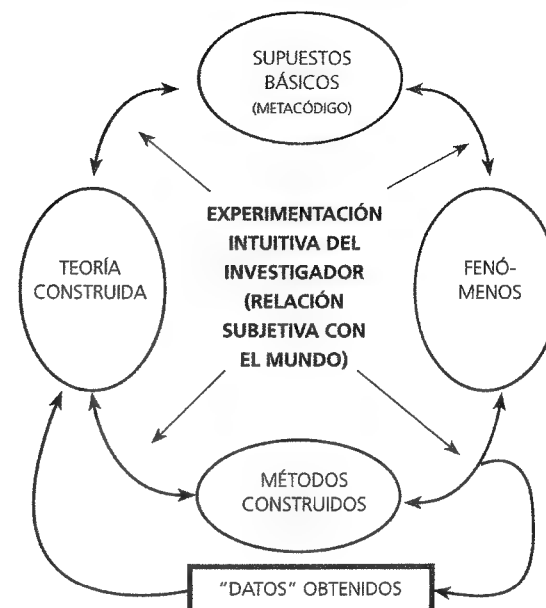 SUPUESTOS
BÁSICOS
(METACÓDIGO)
EXPERIMENTACIÓN
INTUITIVA DEL
INVESTIGADOR
(RELACIÓN
SUBJETIVA CON
EL MUNDO)
TEORÍA
CONSTRUIDA
FENÓ-
MENOS
MÉTODOS
CONSTRUIDOS
"DATOS" OBTENIDOS